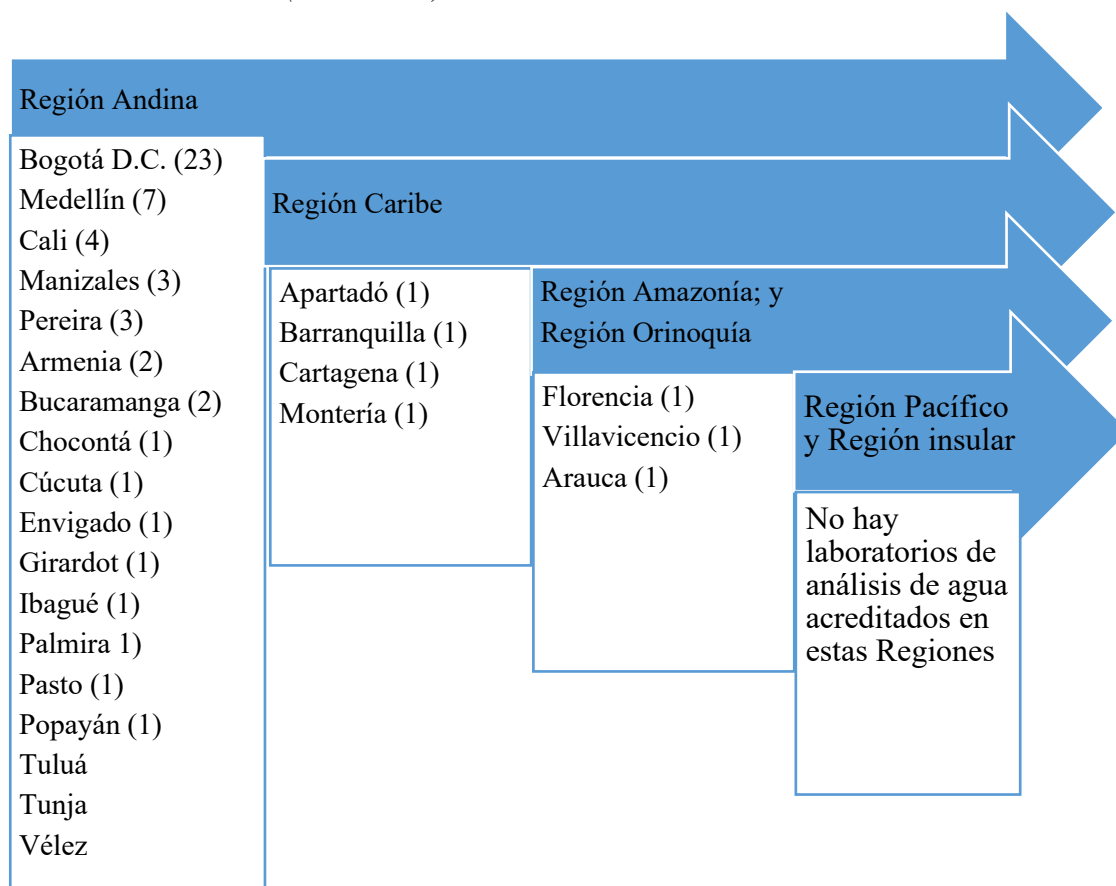 Región Andina
Bogotá D.C. (23)
Medellín (7)
Cali (4)
Manizales (3)
Pereira (3)
Armenia (2)
Bucaramanga (2)
Chocontá (1)
Cúcuta (1)
Envigado (1)
Girardot (1)
Ibagué (1)
Palmira 1)
Pasto (1)
Popayán (1)
Tuluá
Tunja
Vélez
Región Caribe
Apartadó (1)
Barranquilla (1)
Cartagena (1)
Montería (1)
Región Amazonía; y
Región Orinoquía
Florencia (1)
Villavicencio (1)
Arauca (1)
Región Pacífico
y Región insular
No hay
laboratorios de
análisis de agua
acreditados en
estas Regiones